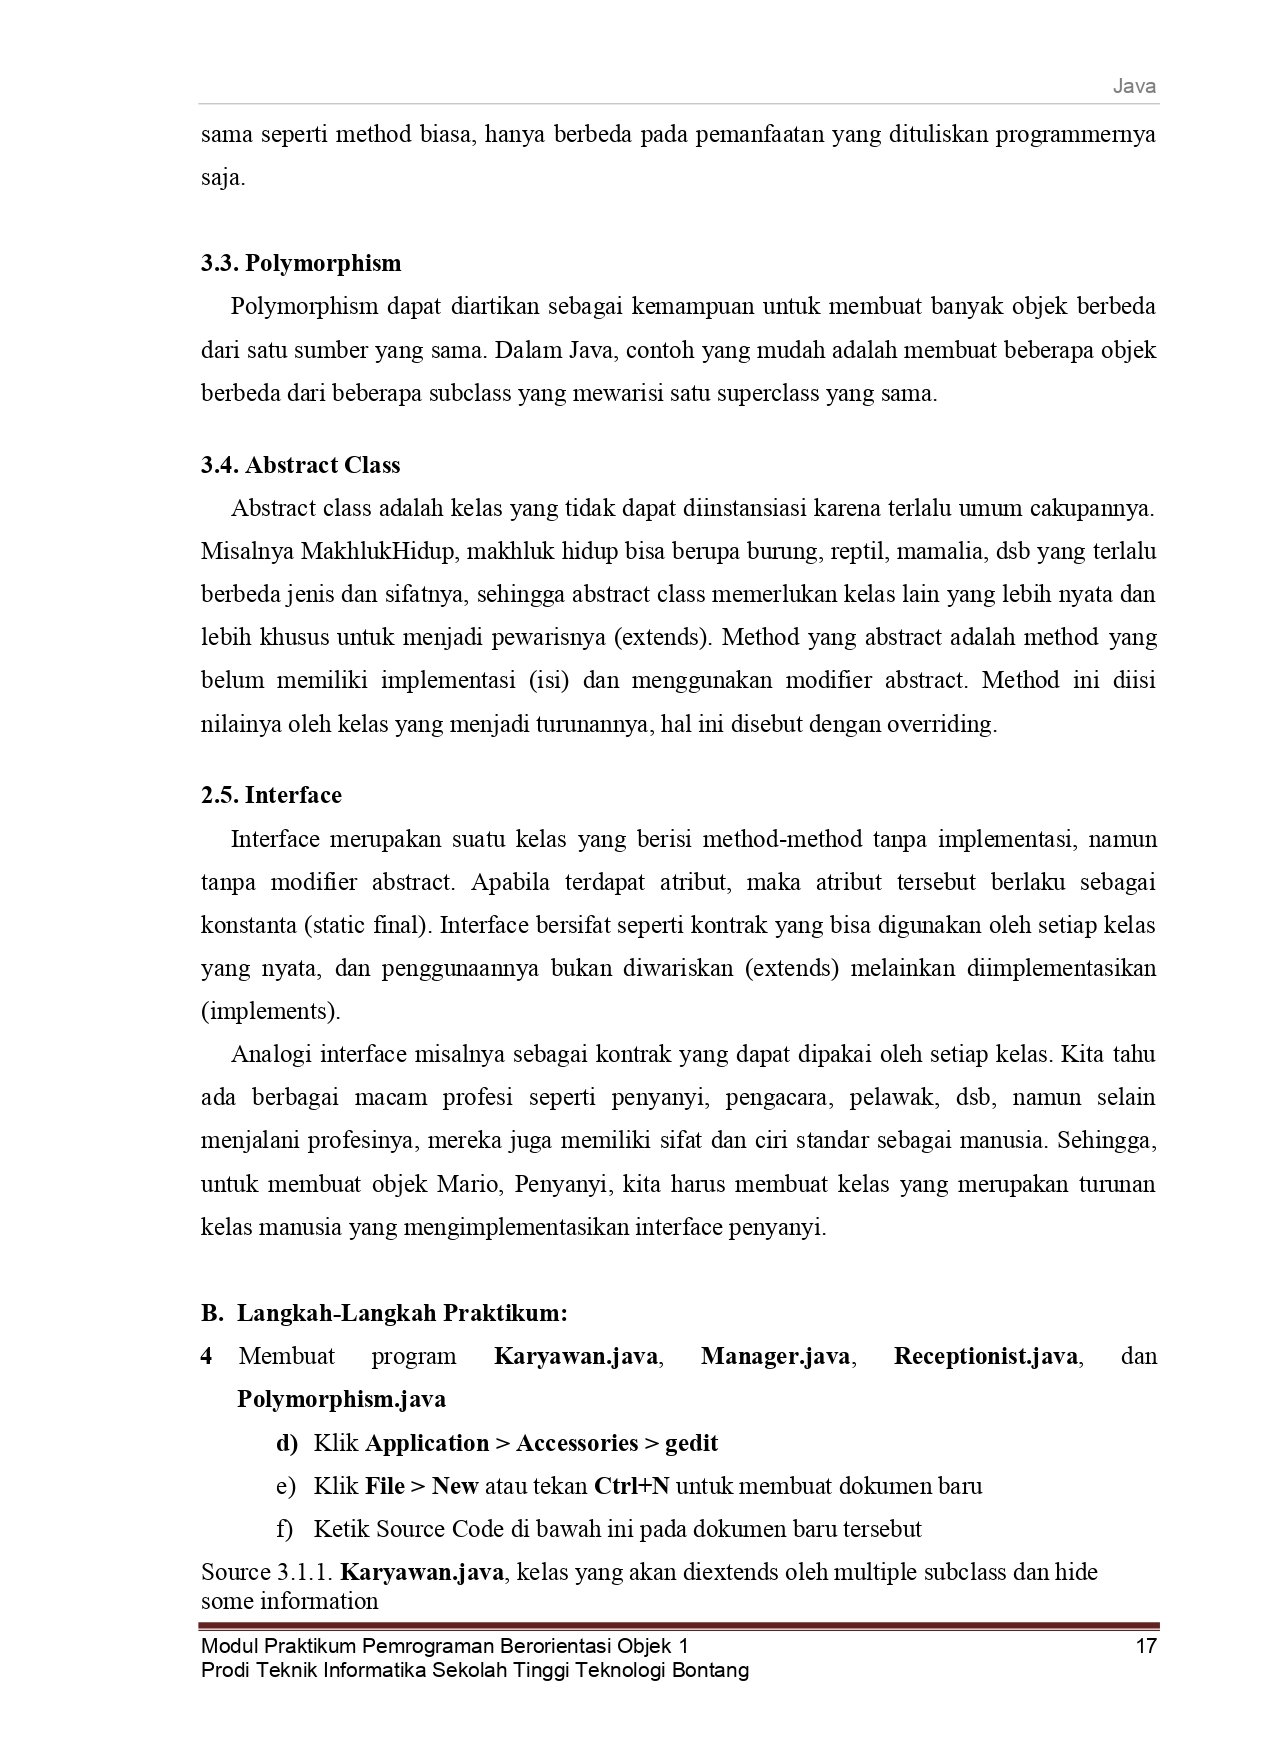 Java
sama seperti method biasa, hanya berbeda pada pemanfaatan yang dituliskan programmernya
saja.
3.3. Polymorphism
Polymorphism dapat diartikan sebagai kemampuan untuk membuat banyak objek berbeda
dari satu sumber yang sama. Dalam Java, contoh yang mudah adalah membuat beberapa objek
berbeda dari beberapa subclass yang mewarisi satu superclass yang sama.
3.4. Abstract Class
Abstract class adalah kelas yang tidak dapat diinstansiasi karena terlalu umum cakupannya.
Misalnya MakhlukHidup, makhluk hidup bisa berupa burung, reptil, mamalia, dsb yang terlalu
berbeda jenis dan sifatnya, sehingga abstract class memerlukan kelas lain yang lebih nyata dan
lebih khusus untuk menjadi pewarisnya (extends). Method yang abstract adalah method yang
belum memiliki implementasi (isi) dan menggunakan modifier abstract. Method ini diisi
nilainya oleh kelas yang menjadi turunannya, hal ini disebut dengan overriding.
2.5. Interface
Interface merupakan suatu kelas yang berisi method-method tanpa implementasi, namun
tanpa modifier abstract. Apabila terdapat atribut, maka atribut tersebut berlaku sebagai
konstanta (static final). Interface bersifat seperti kontrak yang bisa digunakan oleh setiap kelas
yang nyata, dan penggunaannya bukan diwariskan (extends) melainkan diimplementasikan
(implements).
Analogi interface misalnya sebagai kontrak yang dapat dipakai oleh setiap kelas. Kita tahu
ada berbagai macam profesi seperti penyanyi, pengacara, pelawak, dsb, namun selain
menjalani profesinya, mereka juga memiliki sifat dan ciri standar sebagai manusia. Sehingga,
untuk membuat objek Mario, Penyanyi, kita harus membuat kelas yang merupakan turunan
kelas manusia yang mengimplementasikan interface penyanyi.
B. Langkah-Langkah Praktikum:
4 Membuat program Karyawan.java, Manager.java, Receptionist.java, dan
Polymorphism.java
d) Klik Application > Accessories > gedit
e) Klik File > New atau tekan Ctrl+N untuk membuat dokumen baru
f) Ketik Source Code di bawah ini pada dokumen baru tersebut
Source 3.1.1. Karyawan.java, kelas yang akan diextends oleh multiple subclass dan hide
some information
Modul Praktikum Pemrograman Berorientasi Objek 1 17
Prodi Teknik Informatika Sekolah Tinggi Teknologi Bontang